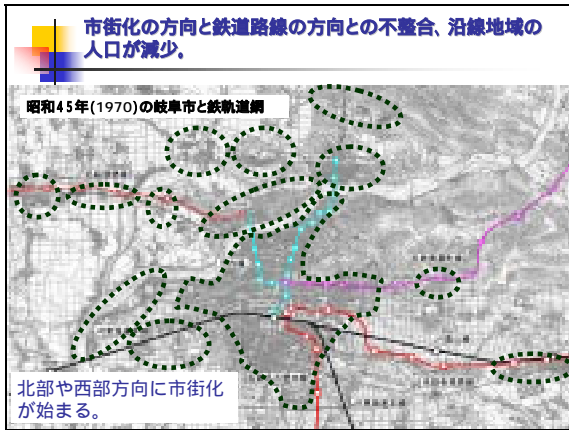 市街化の方向と鉄道路線の方向との不整合、沿線地域の
人口が減少。
昭和45年(1970)の岐阜市と鉄軌道網
北部や西部方向に市街化
が始まる。